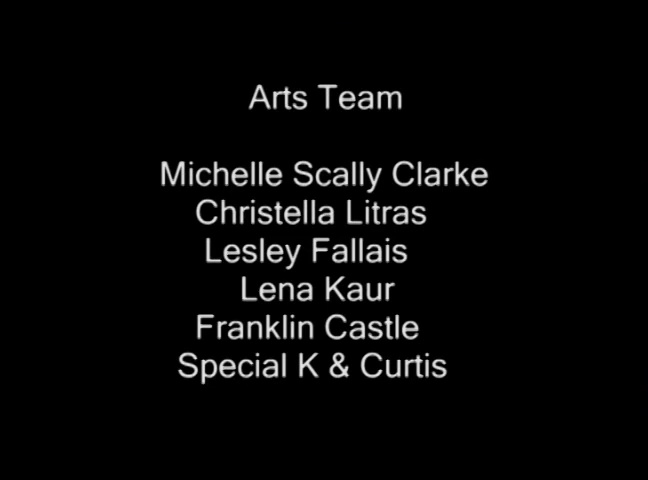 Arts Team
Michelle Scally Clarke
Christella Litras
Lesley Fallais
Lena Kaur
Franklin Castle
Special K & Curtis